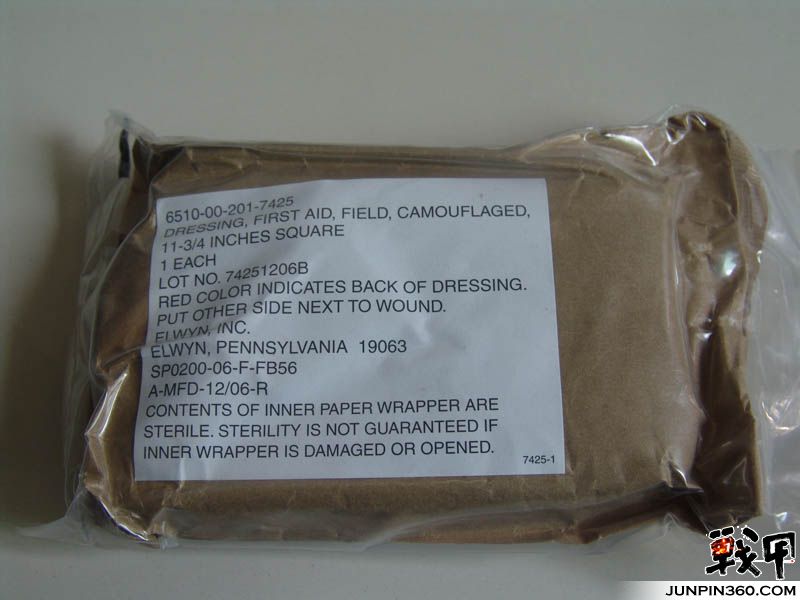 6510-00-201-7425
DRESSING, FIRST AID, FIELD, CAMOUFLAGED,
11-3/4 INCHES SQUARE
1 EACH
LOT NO. 74251206B
RED COLOR INDICATES BACK OF DRESSING.
PUT OTHER SIDE NEXT TO WOUND.
ELWYN, INC.
ELWYN, PENNSYLVANIA 19063
SP0200-06-F-FB56
A-MFD-12/06-R
CONTENTS OF INNER PAPER WRAPPER ARE
STERILE. STERILITY IS NOT GUARANTEED IF
INNER WRAPPER IS DAMAGED OR OPENED.
7425-1
戰甲
JUNPIN360.COM